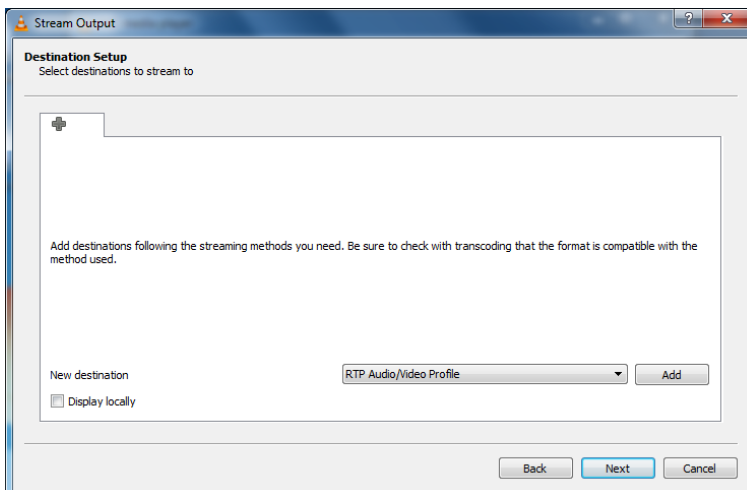 Stream Output
?
X
Destination Setup
Select destinations to stream to
Add destinations following the streaming methods you need. Be sure to check with transcoding that the format is compatible with the
method used.
New destination
RTP Audio/Video Profile
Add
Display locally
Back
Next
Cancel